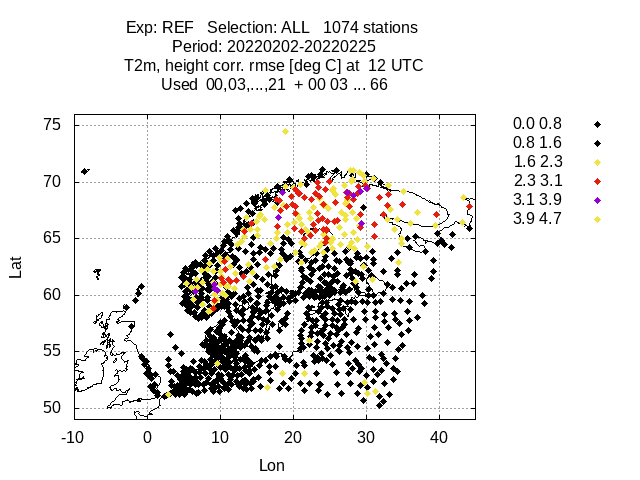 Exp: REF   Selection: ALL   1074 stations
Period: 20220202-20220225
T2m, height corr. rmse [deg C] at  12 UTC
Used  00,03,...,21  + 00 03 ... 66
0.0 0.8
0.8 1.6
1.6 2.3
2.3 3.1
3.1 3.9
3.9 4.7
75
70
65
60
55
50
Lat
-10 0 10 20 30 40
Lon